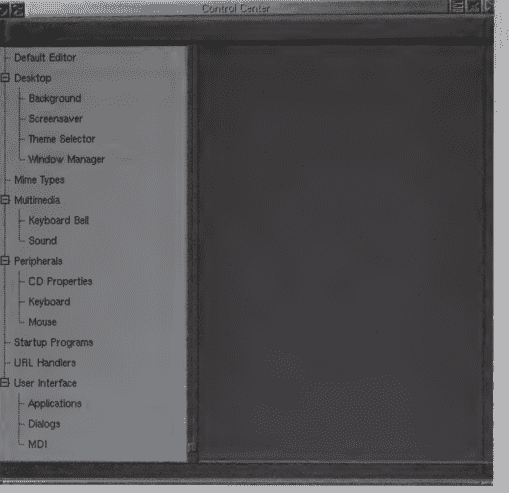 Control Center
Default Editor
Desktop
Background
Screensaver
Theme Selector
Window Manager
Mime Types
Multimedia
Keyboard Bell
Sound
Peripherals
CD Properties
Keyboard
Mouse
Startup Programs
URL Handlers
User Interface
Applications
Dialogs
MDI